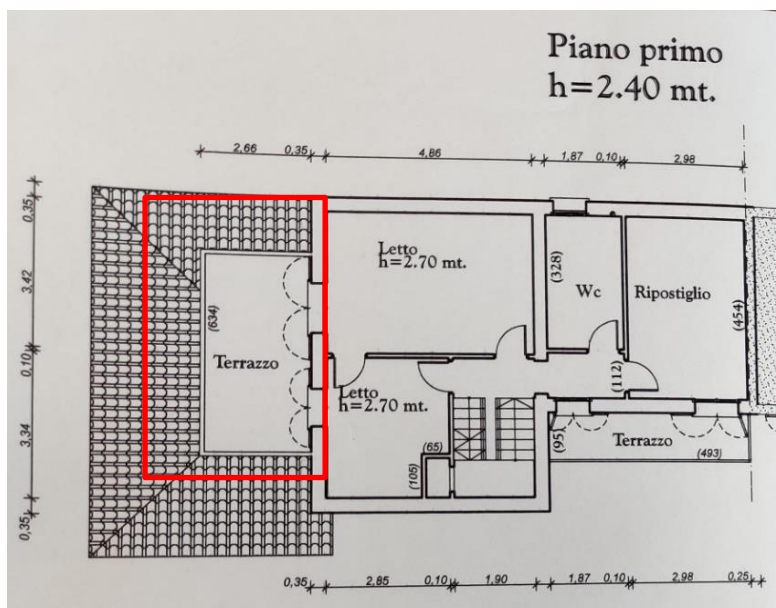 Piano primo
h=2.40 mt.
2,66 0,35 4,86 1,87 0,10 2,98
0,35
3,42
0,10
3,34
0,35
Letto
h=2.70 mt.
(328)
Wc
Ripostiglio
(454)
(634)
Terrazzo
Letto
h=2.70 mt.
(112)
(65)
(105)
(95)
Terrazzo
(493)
0,35 2,85 0,10 1,90 1,87 0,10 2,98 0,25